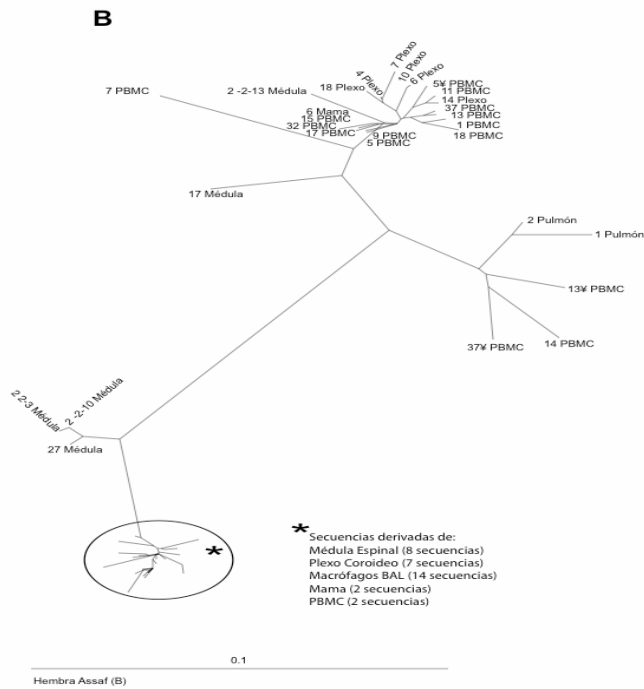 B
7 Plexo
10 Plexo
4 Plexo
6 Plexo
18 Plexo
7 PBMC
2 -2-13 Médula
5¥ PBMC
11 PBMC
14 Plexo
37 PBMC
13 PBMC
1 PBMC
18 PBMC
6 Mama
15 PBMC
32 PBMC
17 PBMC
9 PBMC
5 PBMC
17 Médula
2 Pulmón
1 Pulmón
13¥ PBMC
37¥ PBMC
14 PBMC
2 2-3 Médula
2 -2-10 Médula
27 Médula
*
*
Secuencias derivadas de:
Médula Espinal (8 secuencias)
Plexo Coroideo (7 secuencias)
Macrófagos BAL (14 secuencias)
Mama (2 secuencias)
PBMC (2 secuencias)
0.1
Hembra Assaf (B)